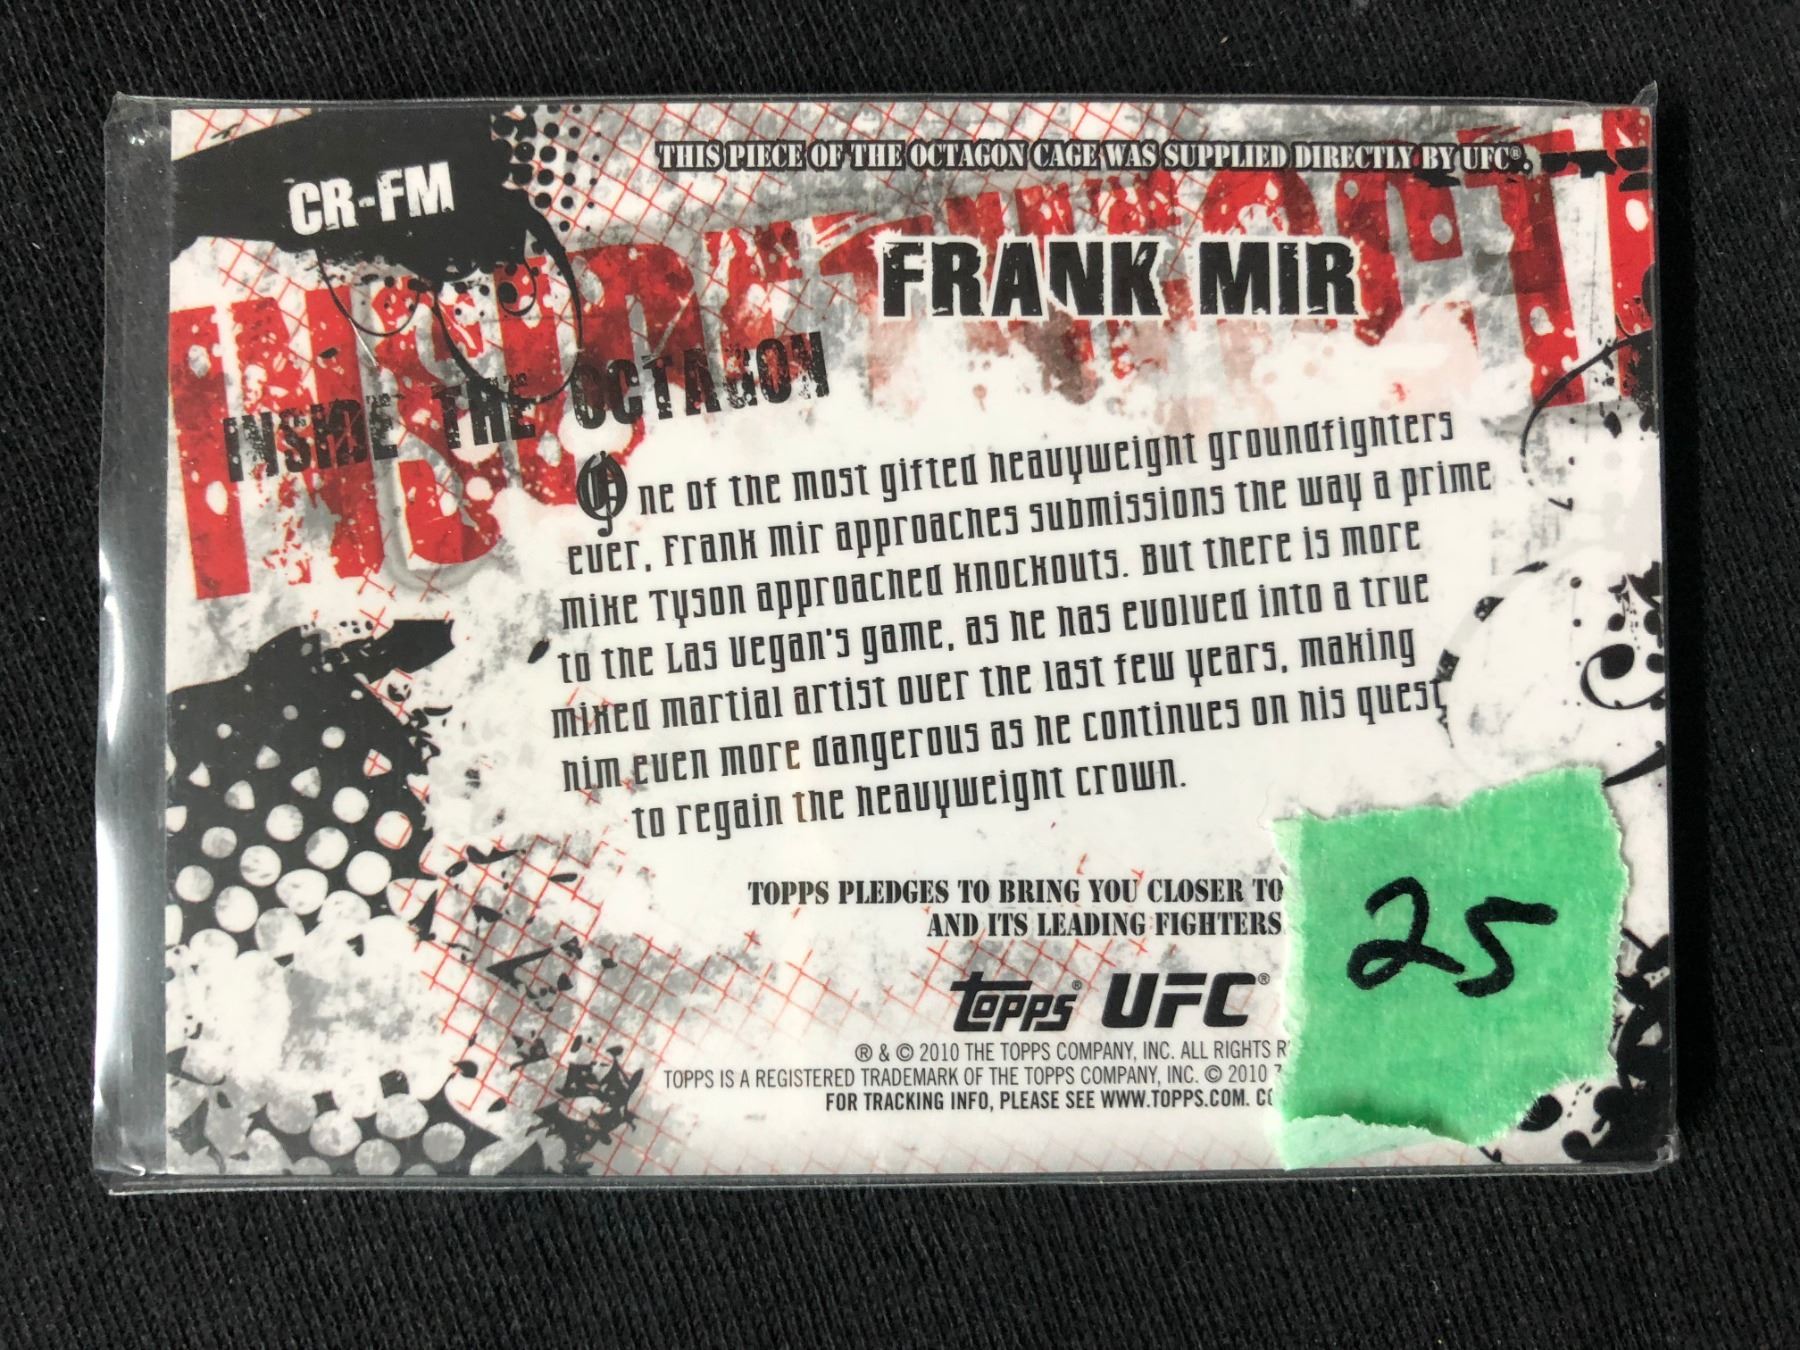 CR-FM
THIS PIECE OF THE OCTAGON CAGE WAS SUPPLIED DIRECTLY BY UFC®.
FRANK MIR
INSIDE THE OCTAGON
One of the most gifted heavyweight groundfighters
ever, Frank Mir approaches submissions the way a prime
Mike Tyson approached knockouts. But there is more
to the Las Vegan's game, as he has evolved into a true
mixed martial artist over the last few years, making
him even more dangerous as he continues on his quest
to regain the heavyweight crown.
TOPPS PLEDGES TO BRING YOU CLOSER TO
AND ITS LEADING FIGHTERS
topps® UFC®
® & © 2010 THE TOPPS COMPANY, INC. ALL RIGHTS
TOPPS IS A REGISTERED TRADEMARK OF THE TOPPS COMPANY, INC. © 2010
FOR TRACKING INFO, PLEASE SEE WWW.TOPPS.COM.
25